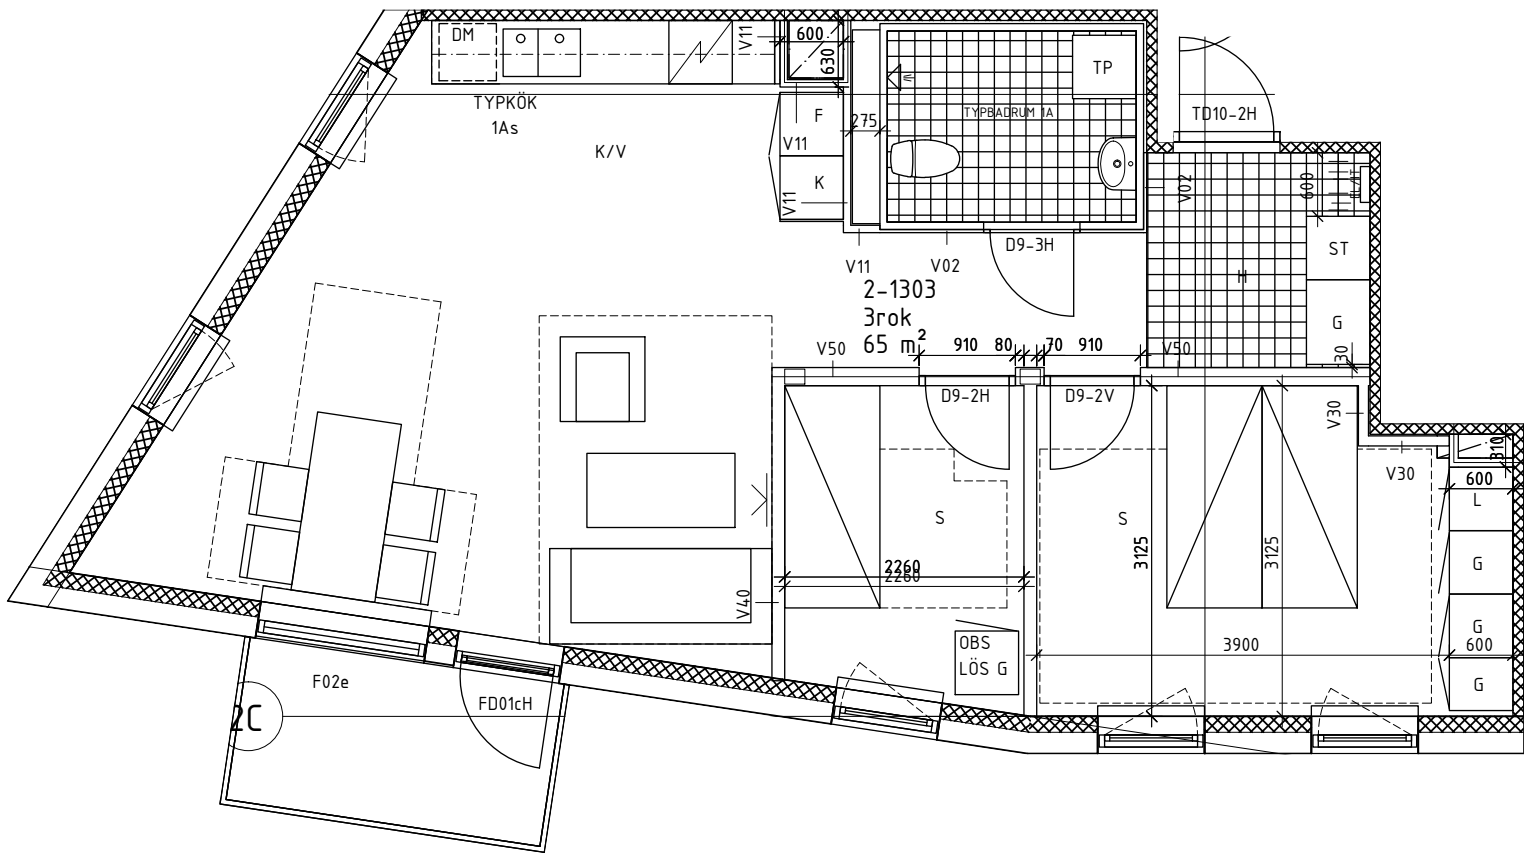 DM
TYPKÖK
1As
K/V
V11
600
630
F
V11
K
V11
275
TP
TYPBADRUM 1A
TD10-2H
V02
600
ST
H
G
30
D9-3H
V11
V02
2-1303
3rok
65 m²
V50
910
80
70
910
V50
D9-2H
D9-2V
V30
V30
310
600
L
G
G
600
G
S
S
3125
3125
2260
2260
V40
OBS
LÖS G
3900
F02e
FD01cH
2C